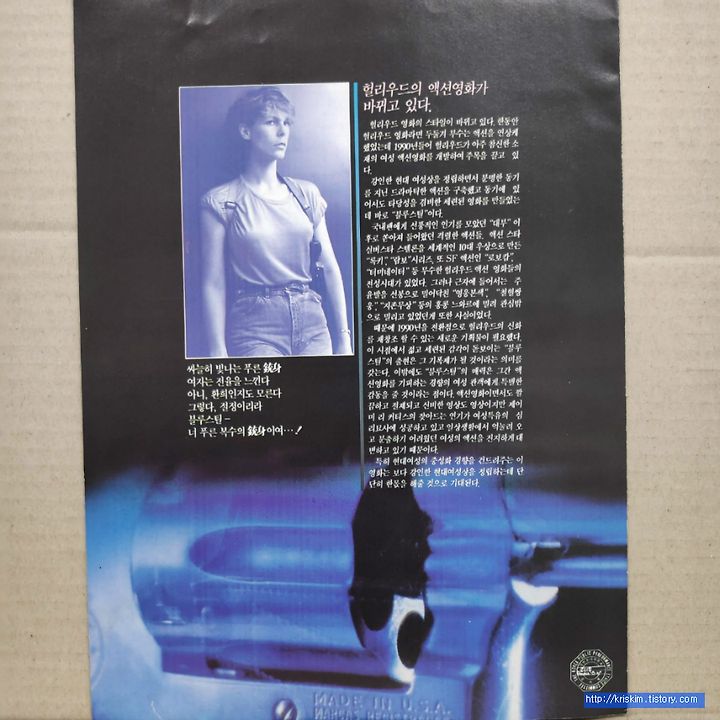 헐리우드의 액션영화가
바뀌고 있다.
헐리우드 영화의 스타일이 바뀌고 있다. 한동안
헐리우드 영화라면 두들겨 부수는 액션을 연상케
했었는데 1990년들어 헐리우드가 아주 참신한 소
재의 여성 액션영화를 개발하여 주목을 끌고 있
다.
강인한 현대 여성상을 정립하면서 분명한 동기
를 지닌 드라마틱한 액션을 구축했고 동기에 있
어서도 타당성을 겸비한 세련된 영화를 만들었는
데 바로 “블루스틸”이다.
국내팬에게 선풍적인 인기를 모았던 “대부” 이
후로 쏟아져 들어왔던 격렬한 액션들. 액션 스타
실버스타 스탤론을 세계적인 10대 우상으로 만든
“록키”, “람보”시리즈, 또 SF 액션인 “로보캅”,
“터미네이터” 등 무수한 헐리우드 액션 영화들의
전성시대가 있었다. 그러나 근자에 들어서는 주
윤발을 선봉으로 밀어닥친 “영웅본색”, “첩혈쌍
웅”, “지존무상” 등의 홍콩 느와르에 밀려 관심밖
으로 밀리고 있었던게 또한 사실이었다.
때문에 1990년을 전환점으로 헐리우드의 신화
를 재창조 할 수 있는 새로운 기획물이 필요했다.
이 시점에서 젊고 세련된 감각이 돋보이는 “블루
스틸”의 출현은 그 기폭제가 될 것이라는 의미를
갖는다. 이밖에도 “블루스틸”의 매력은 그간 액
션영화를 기피하는 경향의 여성 관객에게 특별한
감동을 줄 것이라는 점이다. 액션영화이면서도 깔
끔하고 절제되고 신비한 영상도 영상이지만 제이
미 리 커티스의 젖어드는 연기가 여성특유의 심
리묘사에 성공하고 있고 일상생활에서 억눌려 오
고 분출하기 어려웠던 여성의 액션을 진지하게 대
변하고 있기 때문이다.
특히 현대여성의 중성화 경향을 건드려주는 이
영화는 보다 강인한 현대여성상을 정립하는데 단
단히 한몫을 해줄 것으로 기대된다.
싸늘히 빛나는 푸른 銃身
여자는 전율을 느낀다
아니, 환희인지도 모른다
그렇다, 진정이리라
블루스틸-
너 푸른 복수의 銃身이여…!
MADE IN U.S.A.
http://kriskim.tistory.com